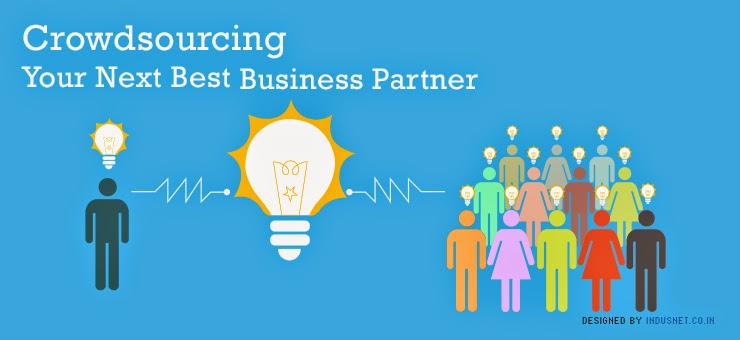 Crowdsourcing
Your Next Best Business Partner
DESIGNED BY INDUSNET.CO.IN